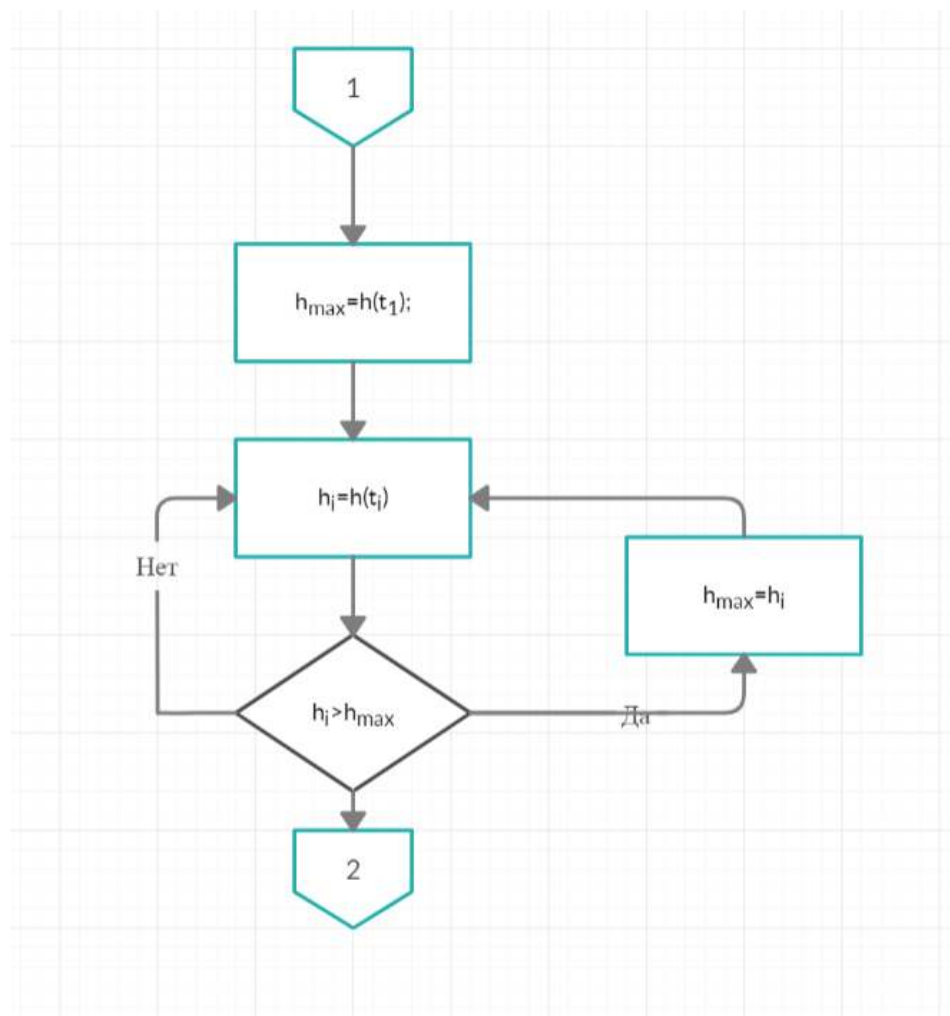 1
hmax=h(t1);
hi=h(ti)
Нет
hmax=hi
hi>hmax
Да
2